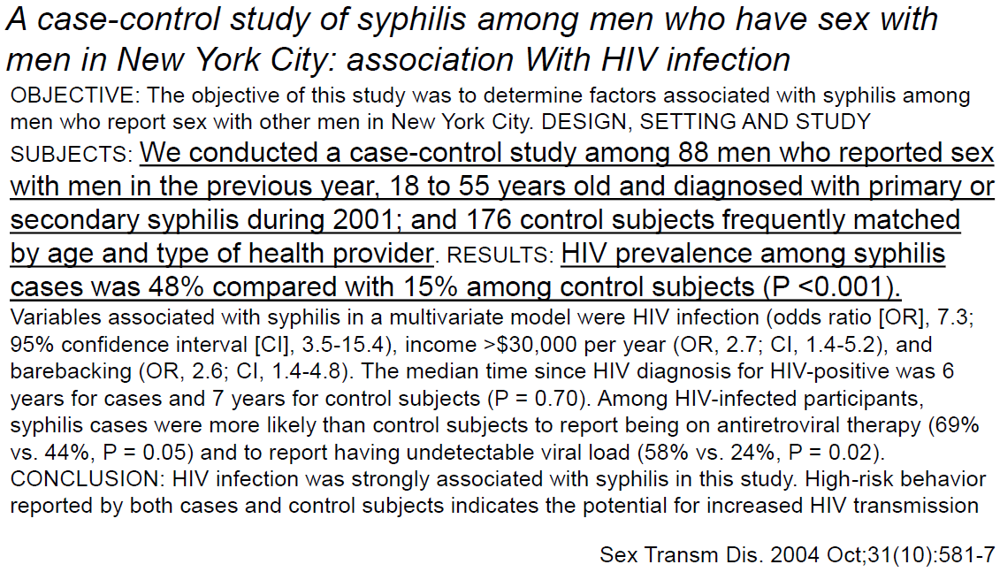 A case-control study of syphilis among men who have sex with
men in New York City: association With HIV infection
OBJECTIVE: The objective of this study was to determine factors associated with syphilis among
men who report sex with other men in New York City. DESIGN, SETTING AND STUDY
SUBJECTS: We conducted a case-control study among 88 men who reported sex
with men in the previous year, 18 to 55 years old and diagnosed with primary or
secondary syphilis during 2001; and 176 control subjects frequently matched
by age and type of health provider. RESULTS: HIV prevalence among syphilis
cases was 48% compared with 15% among control subjects (P <0.001).
Variables associated with syphilis in a multivariate model were HIV infection (odds ratio [OR], 7.3;
95% confidence interval [CI], 3.5-15.4), income >$30,000 per year (OR, 2.7; CI, 1.4-5.2), and
barebacking (OR, 2.6; CI, 1.4-4.8). The median time since HIV diagnosis for HIV-positive was 6
years for cases and 7 years for control subjects (P = 0.70). Among HIV-infected participants,
syphilis cases were more likely than control subjects to report being on antiretroviral therapy (69%
vs. 44%, P = 0.05) and to report having undetectable viral load (58% vs. 24%, P = 0.02).
CONCLUSION: HIV infection was strongly associated with syphilis in this study. High-risk behavior
reported by both cases and control subjects indicates the potential for increased HIV transmission
Sex Transm Dis. 2004 Oct;31(10):581-7